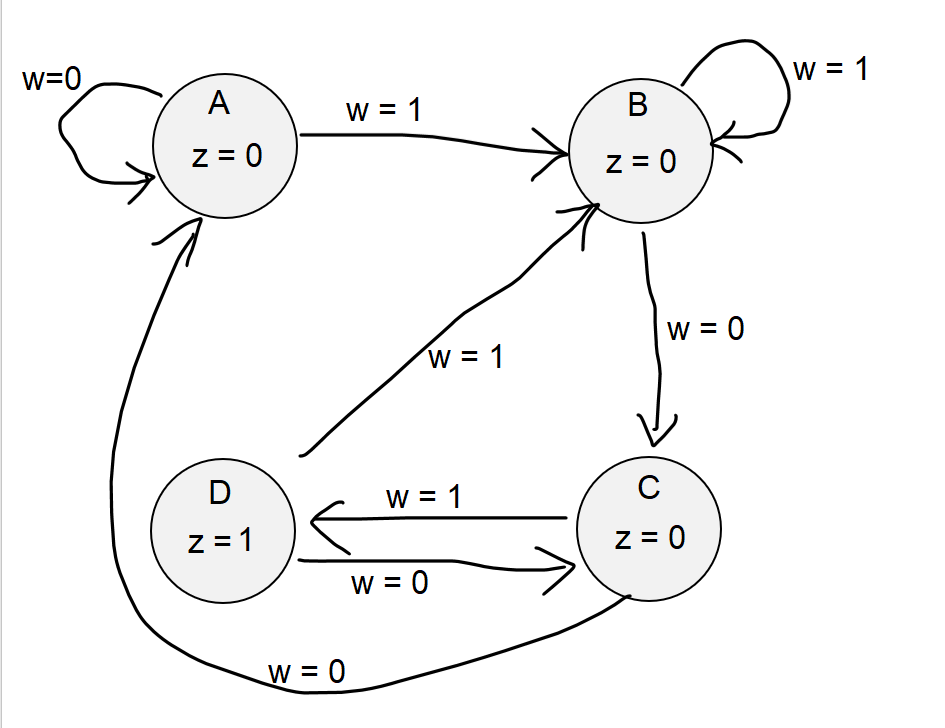 w=0
A
z = 0
w = 1
B
z = 0
w = 1
w = 1
w = 0
D
z = 1
w = 1
w = 0
C
z = 0
w = 0